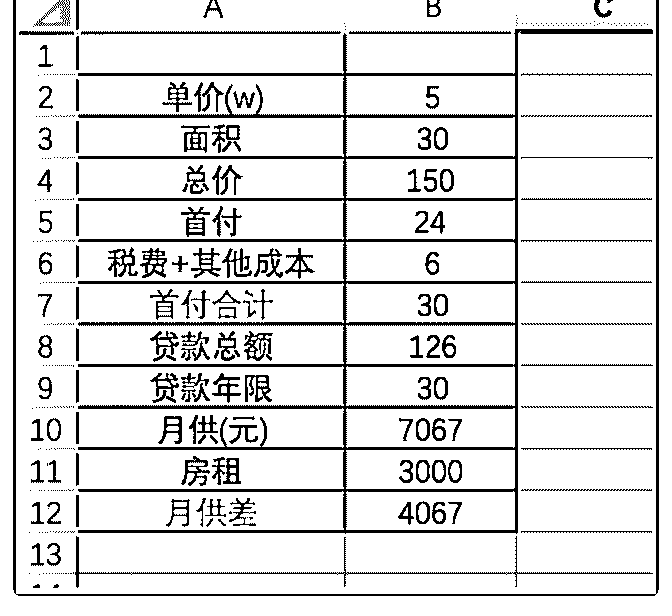 A B C
1
2 单价(w) 5
3 面积 30
4 总价 150
5 首付 24
6 税费+其他成本 6
7 首付合计 30
8 贷款总额 126
9 贷款年限 30
10 月供(元) 7067
11 房租 3000
12 月供差 4067
13